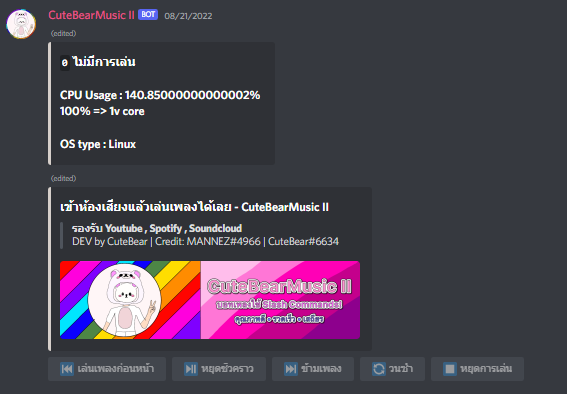 CuteBearMusic II BOT 08/21/2022
(edited)
0 ไม่มีการเล่น
CPU Usage : 140.85000000000002%
100% => 1v core
OS type : Linux
(edited)
เข้าห้องเสียงแล้วเล่นเพลงได้เลย - CuteBearMusic II
รองรับ Youtube , Spotify , Soundcloud
DEV by CuteBear | Credit: MANNEZ#4966 | CuteBear#6634
CuteBearMusic II
บอทเพลงใช้ Slash Commands!
คุณภาพดี • รวดเร็ว • เสถียร
เล่นเพลงก่อนหน้า
หยุดชั่วคราว
ข้ามเพลง
วนซ้ำ
หยุดการเล่น